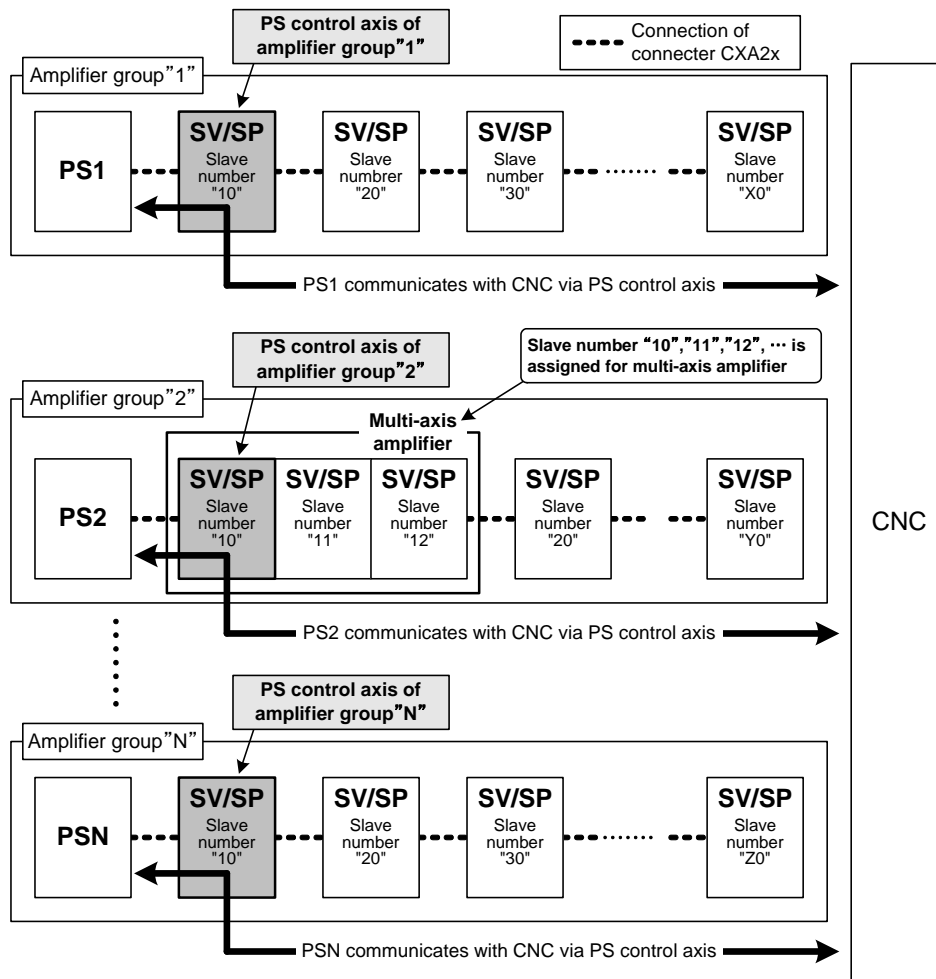 PS control axis of
amplifier group"1"
Connection of
connecter CXA2x
Amplifier group"1"
PS1
SV/SP
Slave
number
"10"
SV/SP
Slave
numbrer
"20"
SV/SP
Slave
number
"30"
SV/SP
Slave
number
"X0"
PS1 communicates with CNC via PS control axis
PS control axis of
amplifier group"2"
Slave number "10","11","12", ··· is
assigned for multi-axis amplifier
Amplifier group"2"
Multi-axis
amplifier
PS2
SV/SP
Slave
number
"10"
SV/SP
Slave
number
"11"
SV/SP
Slave
number
"12"
SV/SP
Slave
number
"20"
SV/SP
Slave
number
"Y0"
CNC
PS2 communicates with CNC via PS control axis
PS control axis of
amplifier group"N"
Amplifier group"N"
PSN
SV/SP
Slave
number
"10"
SV/SP
Slave
number
"20"
SV/SP
Slave
number
"30"
SV/SP
Slave
number
"Z0"
PSN communicates with CNC via PS control axis